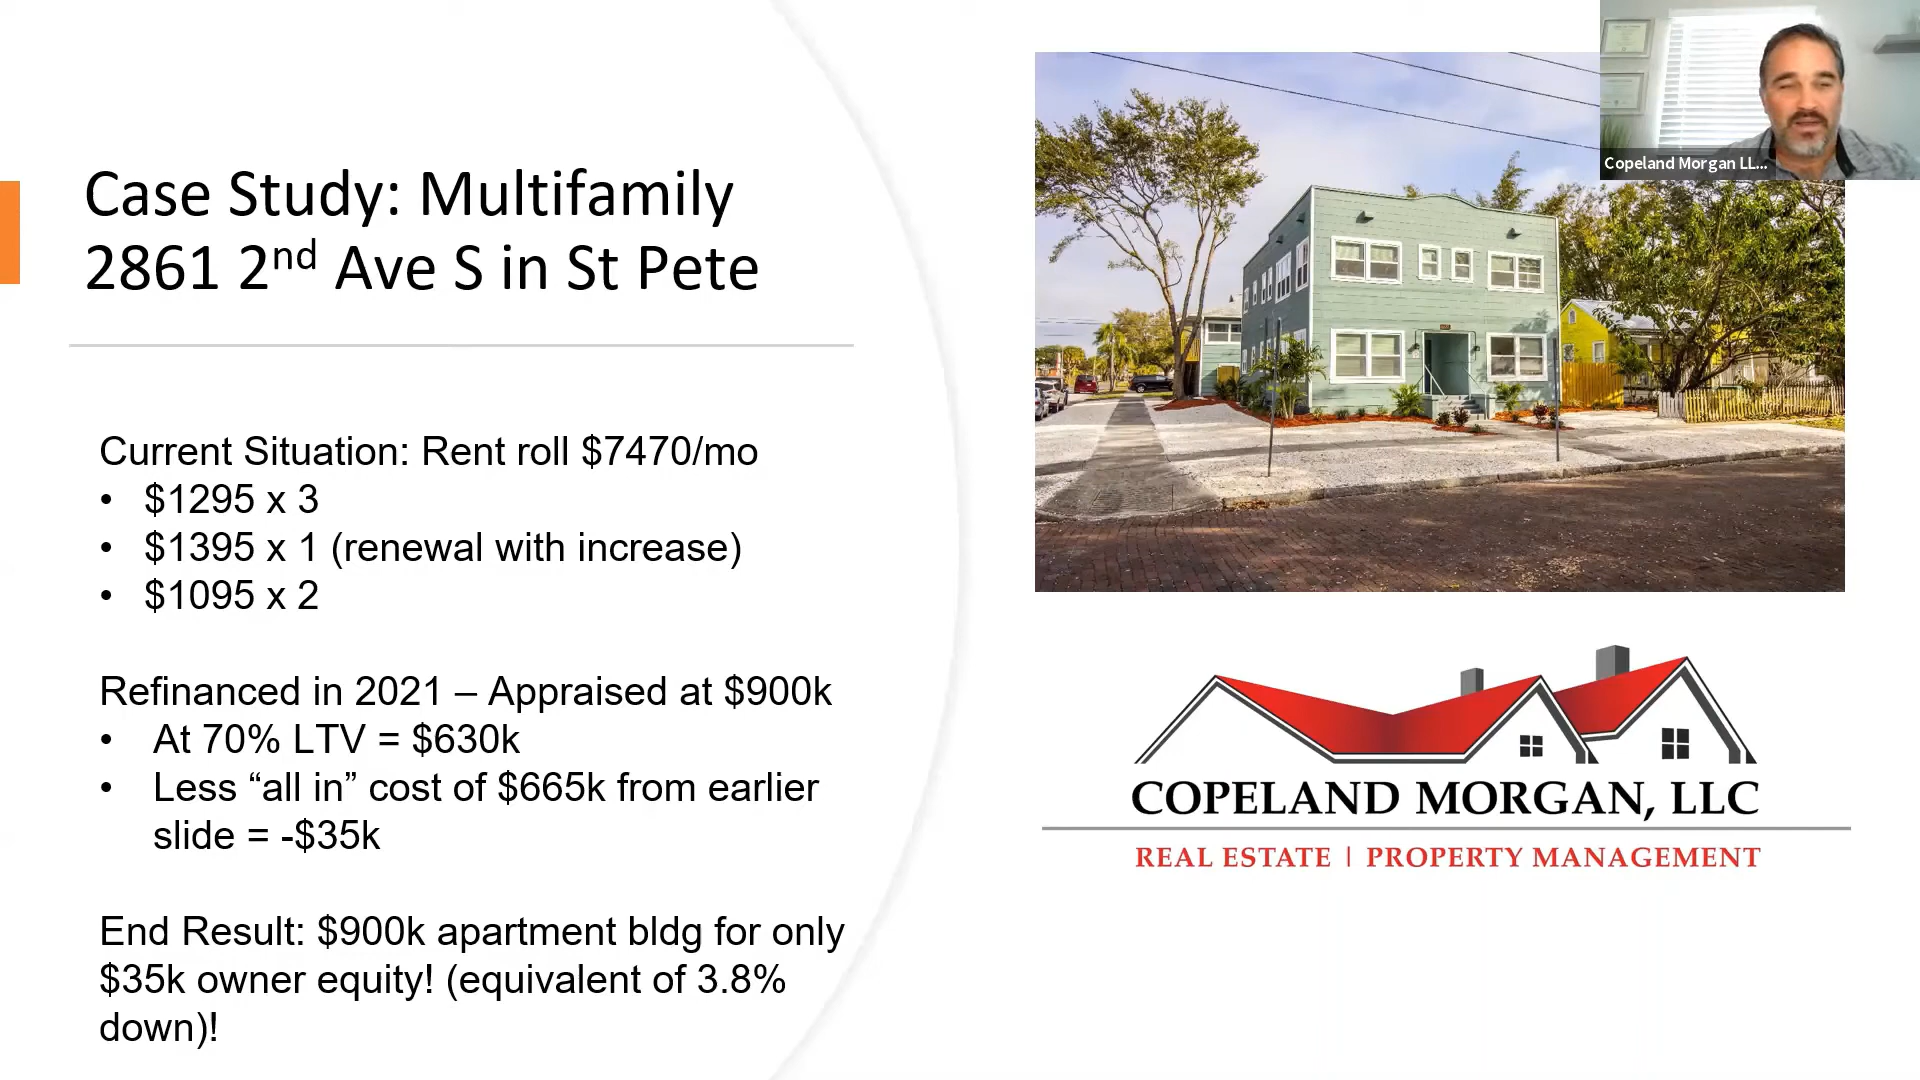 Copeland Morgan LL...
Case Study: Multifamily
2861 2nd Ave S in St Pete
Current Situation: Rent roll $7470/mo
• $1295 x 3
• $1395 x 1 (renewal with increase)
• $1095 x 2
Refinanced in 2021 – Appraised at $900k
• At 70% LTV = $630k
• Less “all in” cost of $665k from earlier
slide = -$35k
End Result: $900k apartment bldg for only
$35k owner equity! (equivalent of 3.8%
down)!
COPELAND MORGAN, LLC
REAL ESTATE | PROPERTY MANAGEMENT